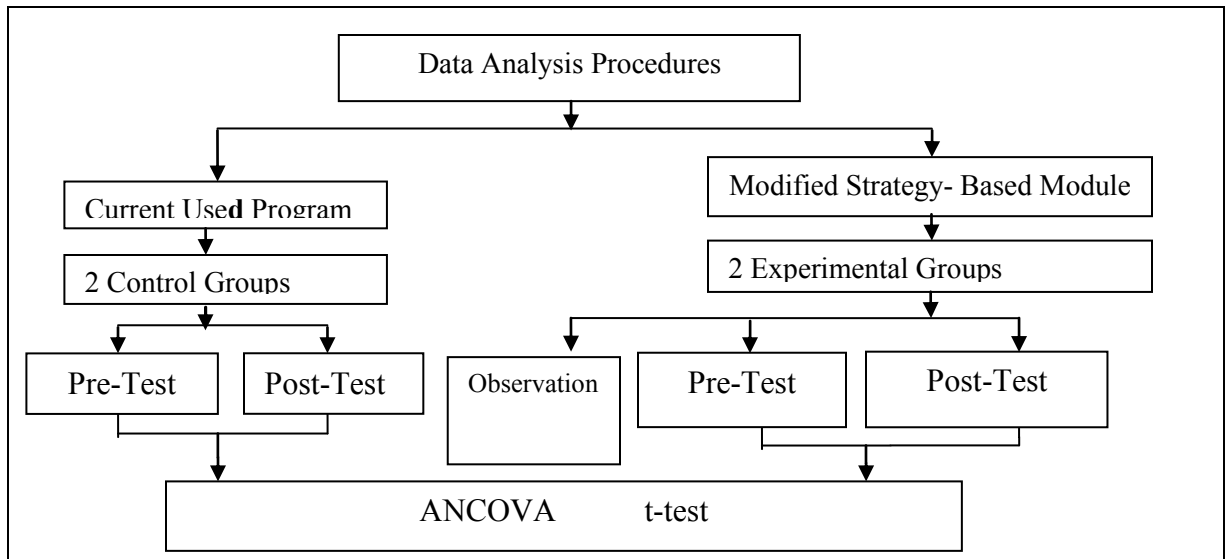 Data Analysis Procedures
Modified Strategy- Based Module
Current Used Program
2 Experimental Groups
2 Control Groups
Pre-Test
Post-Test
Observation
Pre-Test
Post-Test
ANCOVA t-test